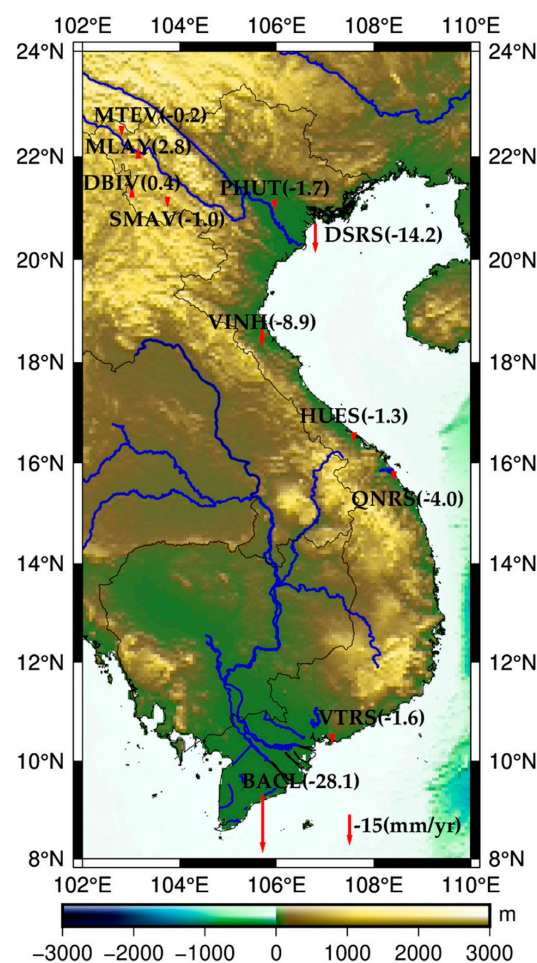 102°E 104°E 106°E 108°E 110°E
24°N 24°N
MTEV(-0.2)
MLAY(2.8)
22°N 22°N
DBIV(0.4) PHUT(-1.7)
SMAV(-1.0)
DSRS(-14.2)
20°N 20°N
VINH(-8.9)
18°N 18°N
HUES(-1.3)
16°N 16°N
QNRS(-4.0)
14°N 14°N
12°N 12°N
VTRS(-1.6)
10°N 10°N
BACL(-28.1)
-15(mm/yr)
8°N 8°N
102°E 104°E 106°E 108°E 110°E
m
−3000 −2000 −1000 0 1000 2000 3000